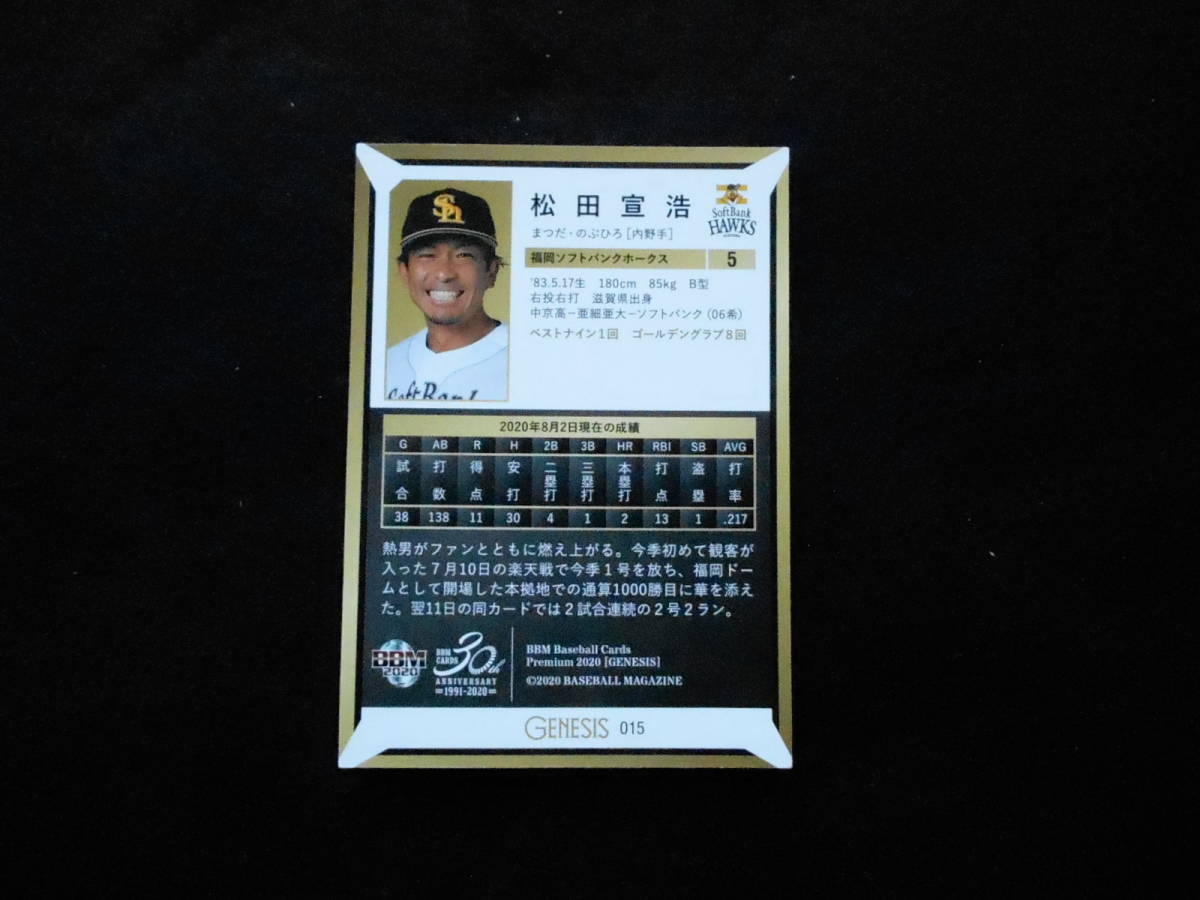 SH
松田宣浩
まつだ・のぶひろ［内野手］
SoftBank
HAWKS
福岡ソフトバンクホークス 5
'83.5.17生 180cm 85kg B型
右投右打 滋賀県出身
中京高−亜細亜大−ソフトバンク（06希）
ベストナイン1回 ゴールデングラブ8回
SoftBank
2020年8月2日現在の成績
G AB R H 2B 3B HR RBI SB AVG
試合 打数 得点 安打 二塁打 三塁打 本塁打 打点 盗塁 打率
38 138 11 30 4 1 2 13 1 .217
熱男がファンとともに燃え上がる。今季初めて観客が
入った7月10日の楽天戦で今季1号を放ち、福岡ドー
ムとして開場した本拠地での通算1000勝目に華を添え
た。翌11日の同カードでは2試合連続の2号2ラン。
BBM
2020
BBM
CARDS
30th
ANNIVERSARY
=1991-2020=
BBM Baseball Cards
Premium 2020 [GENESIS]
©2020 BASEBALL MAGAZINE
GENESIS 015